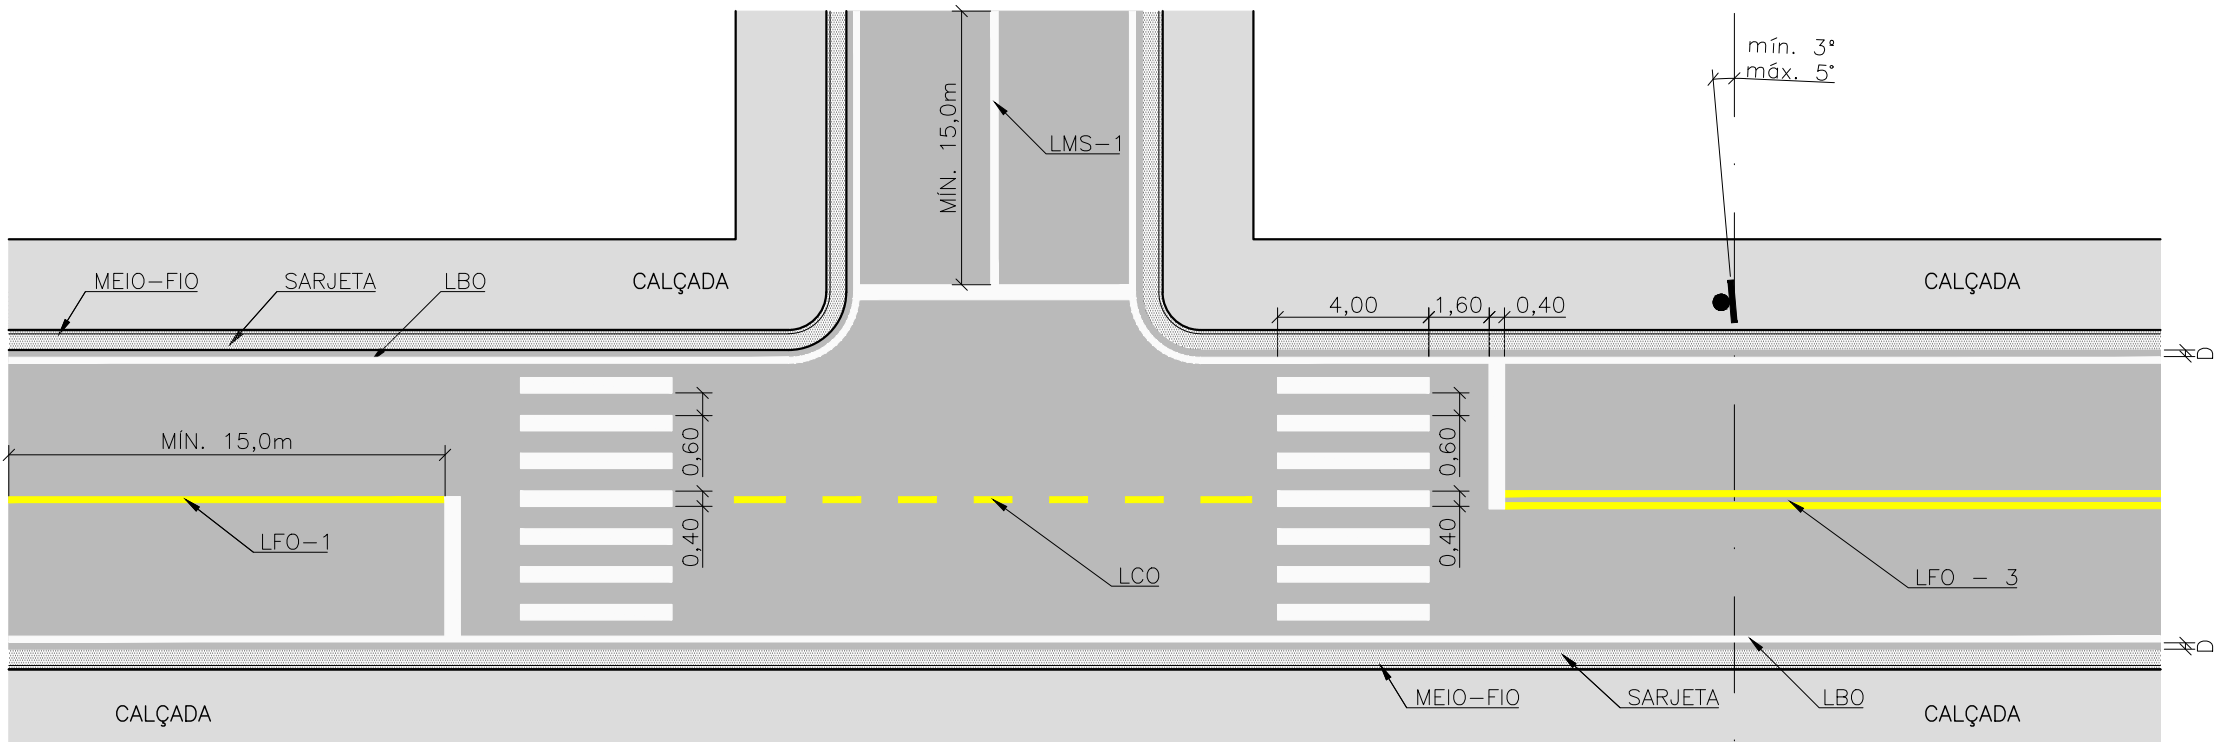 mín. 3°
máx. 5°
MÍN. 15,0m
LMS-1
MEIO-FIO
SARJETA
LBO
CALÇADA
CALÇADA
4,00
1,60
0,40
D
MÍN. 15,0m
0,60
0,60
LFO-1
0,40
LCO
0,40
LFO - 3
D
MEIO-FIO
SARJETA
LBO
CALÇADA
CALÇADA